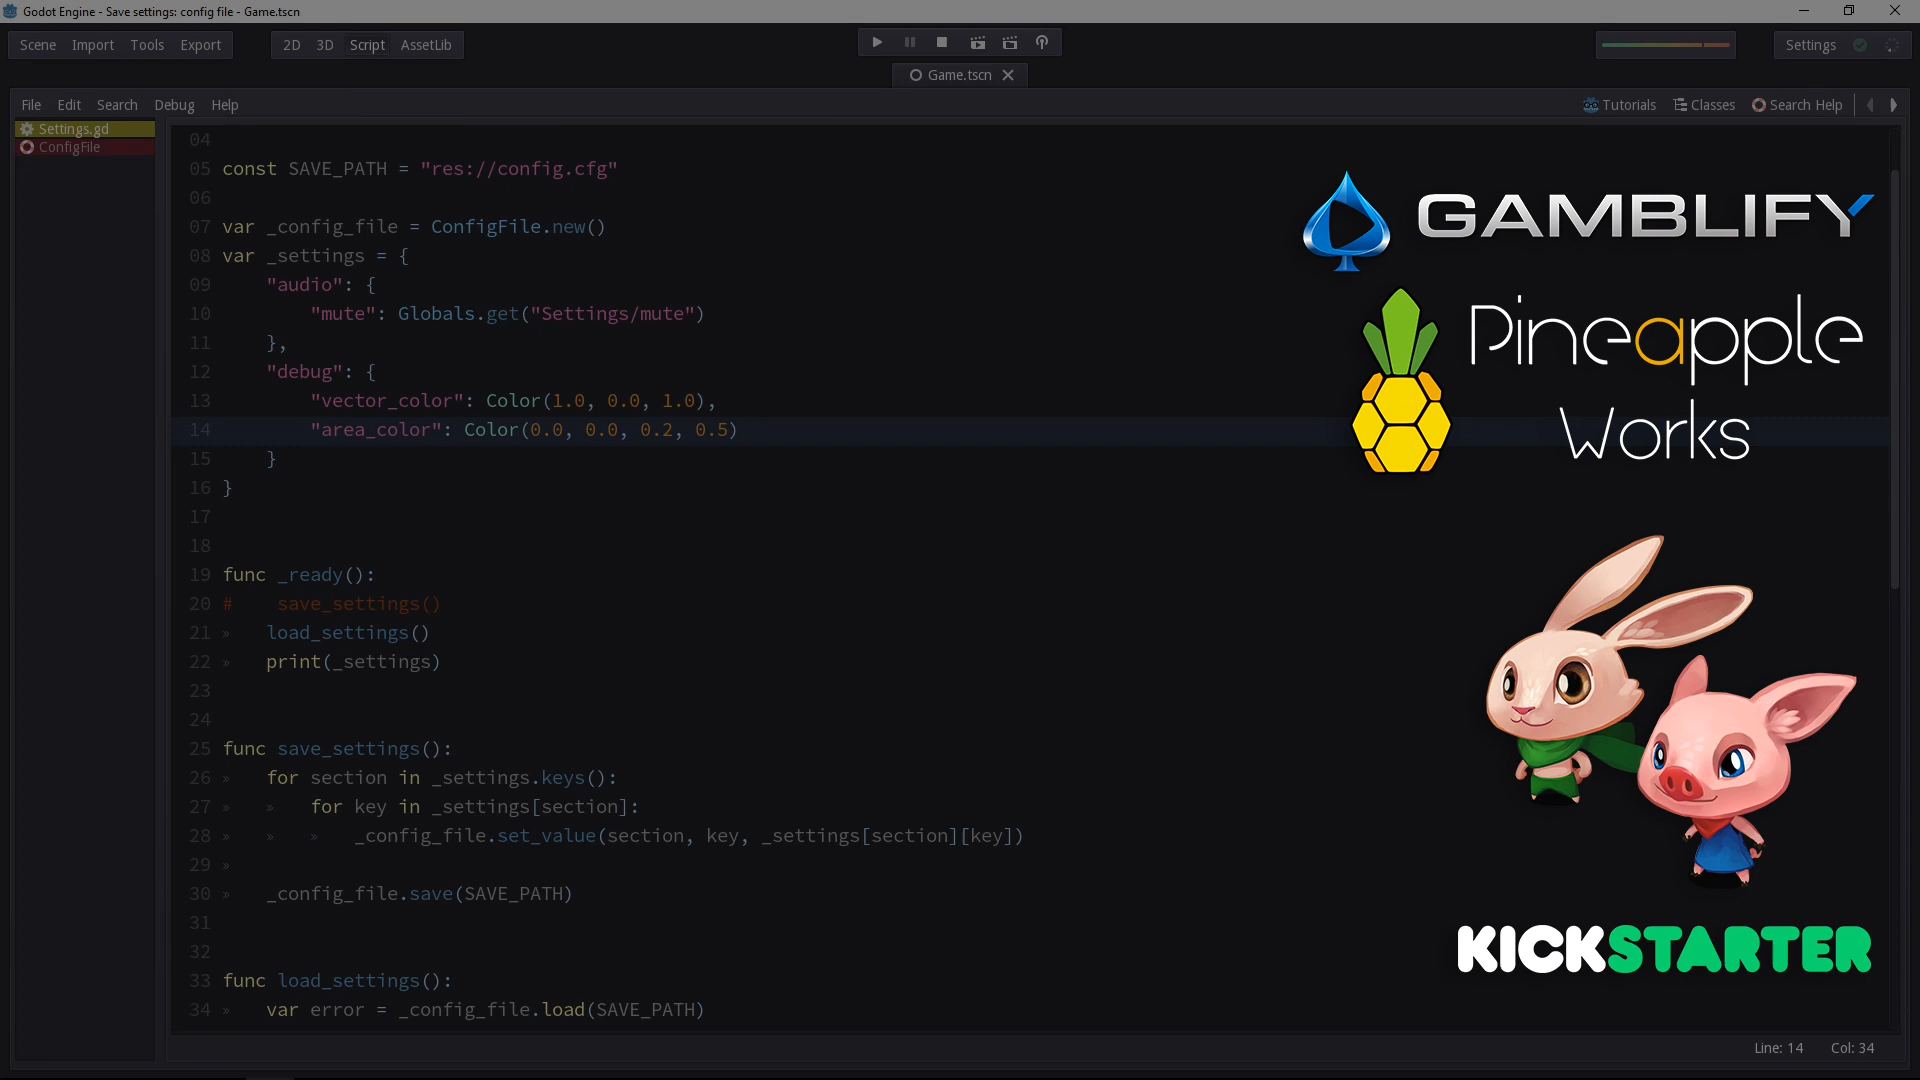 Godot Engine - Save settings: config file - Game.tscn
Scene Import Tools Export 2D 3D Script AssetLib Settings
Game.tscn
File Edit Search Debug Help Tutorials Classes Search Help
Settings.gd
ConfigFile
04
05 const SAVE_PATH = "res://config.cfg"
06
07 var _config_file = ConfigFile.new()
08 var _settings = {
09 "audio": {
10 "mute": Globals.get("Settings/mute")
11 },
12 "debug": {
13 "vector_color": Color(1.0, 0.0, 1.0),
14 "area_color": Color(0.0, 0.0, 0.2, 0.5)
15 }
16 }
17
18
19 func _ready():
20 # save_settings()
21 » load_settings()
22 » print(_settings)
23
24
25 func save_settings():
26 » for section in _settings.keys():
27 » » for key in _settings[section]:
28 » » » _config_file.set_value(section, key, _settings[section][key])
29 »
30 » _config_file.save(SAVE_PATH)
31
32
33 func load_settings():
34 » var error = _config_file.load(SAVE_PATH)
GAMBLIFY
Pineapple
Works
KICKSTARTER
Line: 14 Col: 34